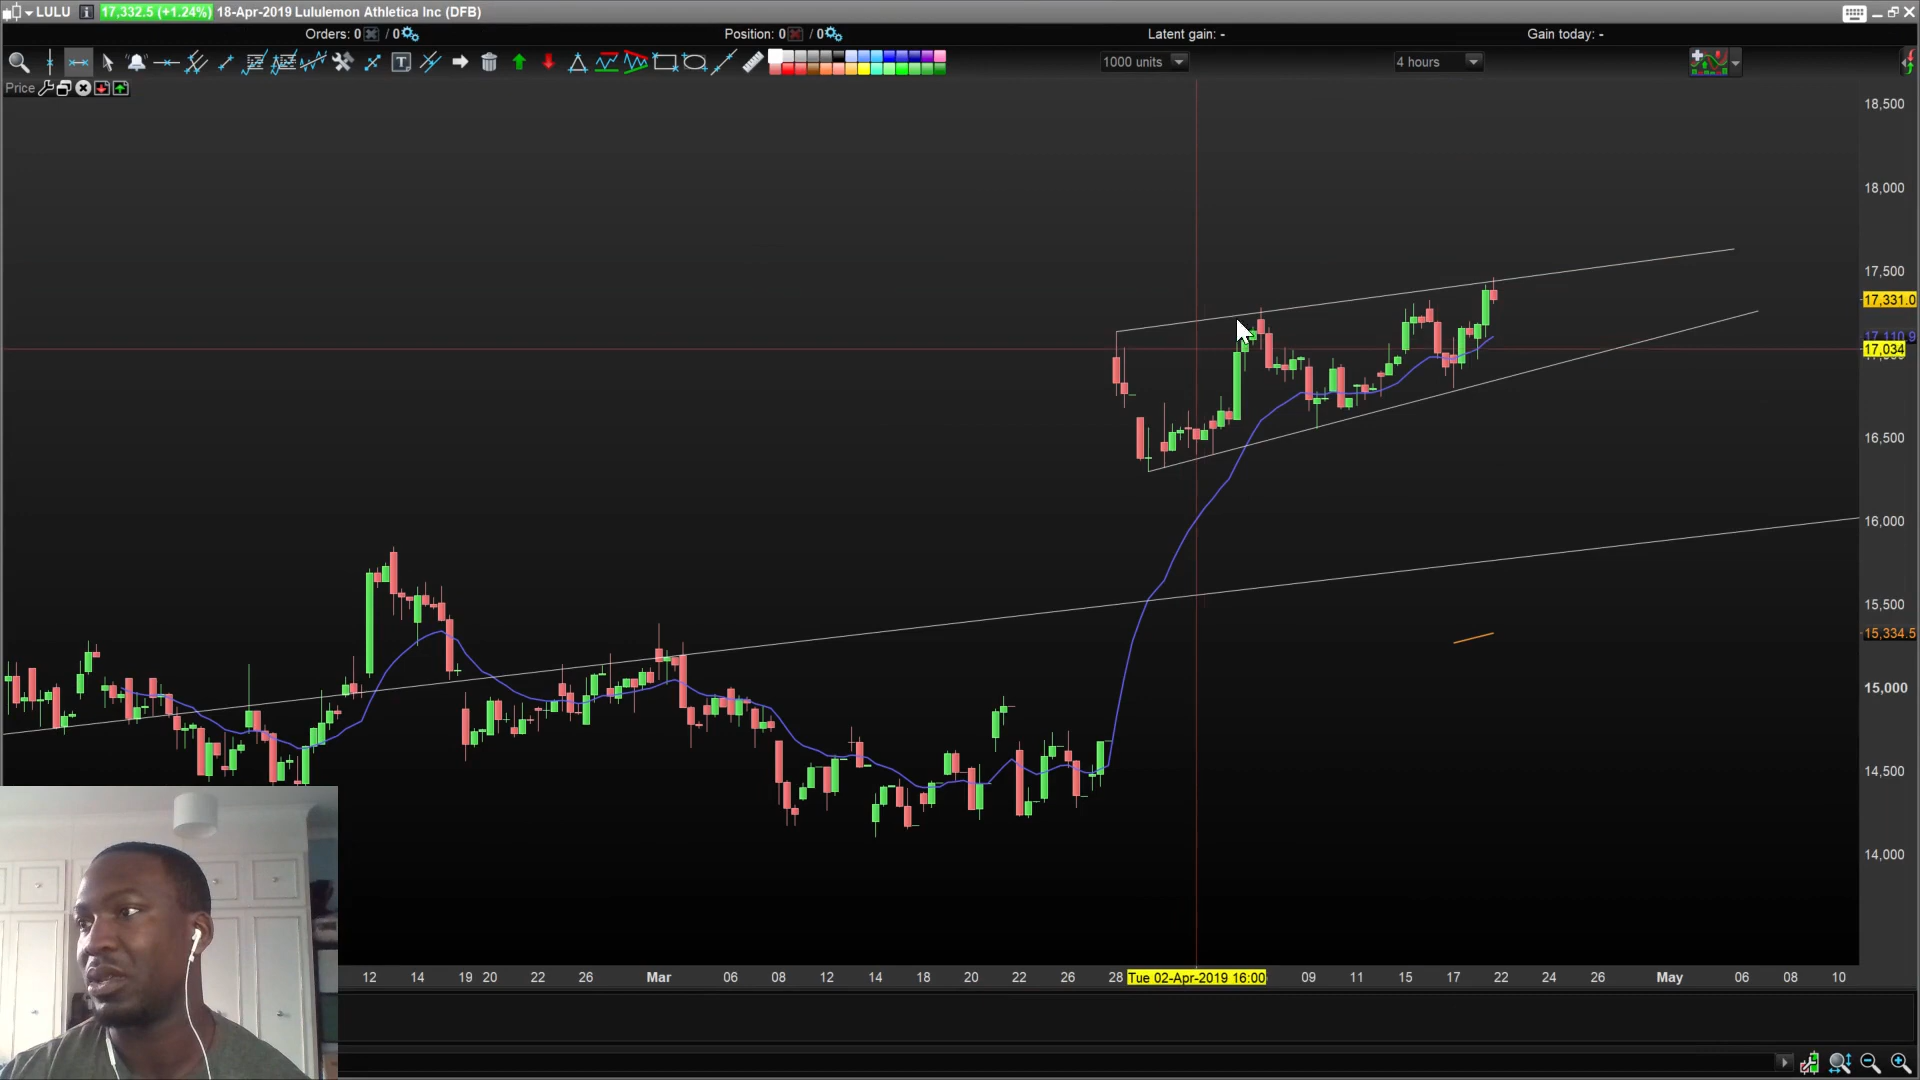 LULU 17,332.5 (+1.24%) 18-Apr-2019 Lululemon Athletica Inc (DFB)
Orders: 0 / 0 Position: 0 / 0 Latent gain: - Gain today: -
1000 units 4 hours
Price
18,500
18,000
17,500
17,331.0
17,110.9
17,034
16,500
16,000
15,500
15,334.5
15,000
14,500
14,000
12 14 19 20 22 26 Mar 06 08 12 14 18 20 22 26 28 Tue 02-Apr-2019 16:00 09 11 15 17 22 24 26 May 06 08 10